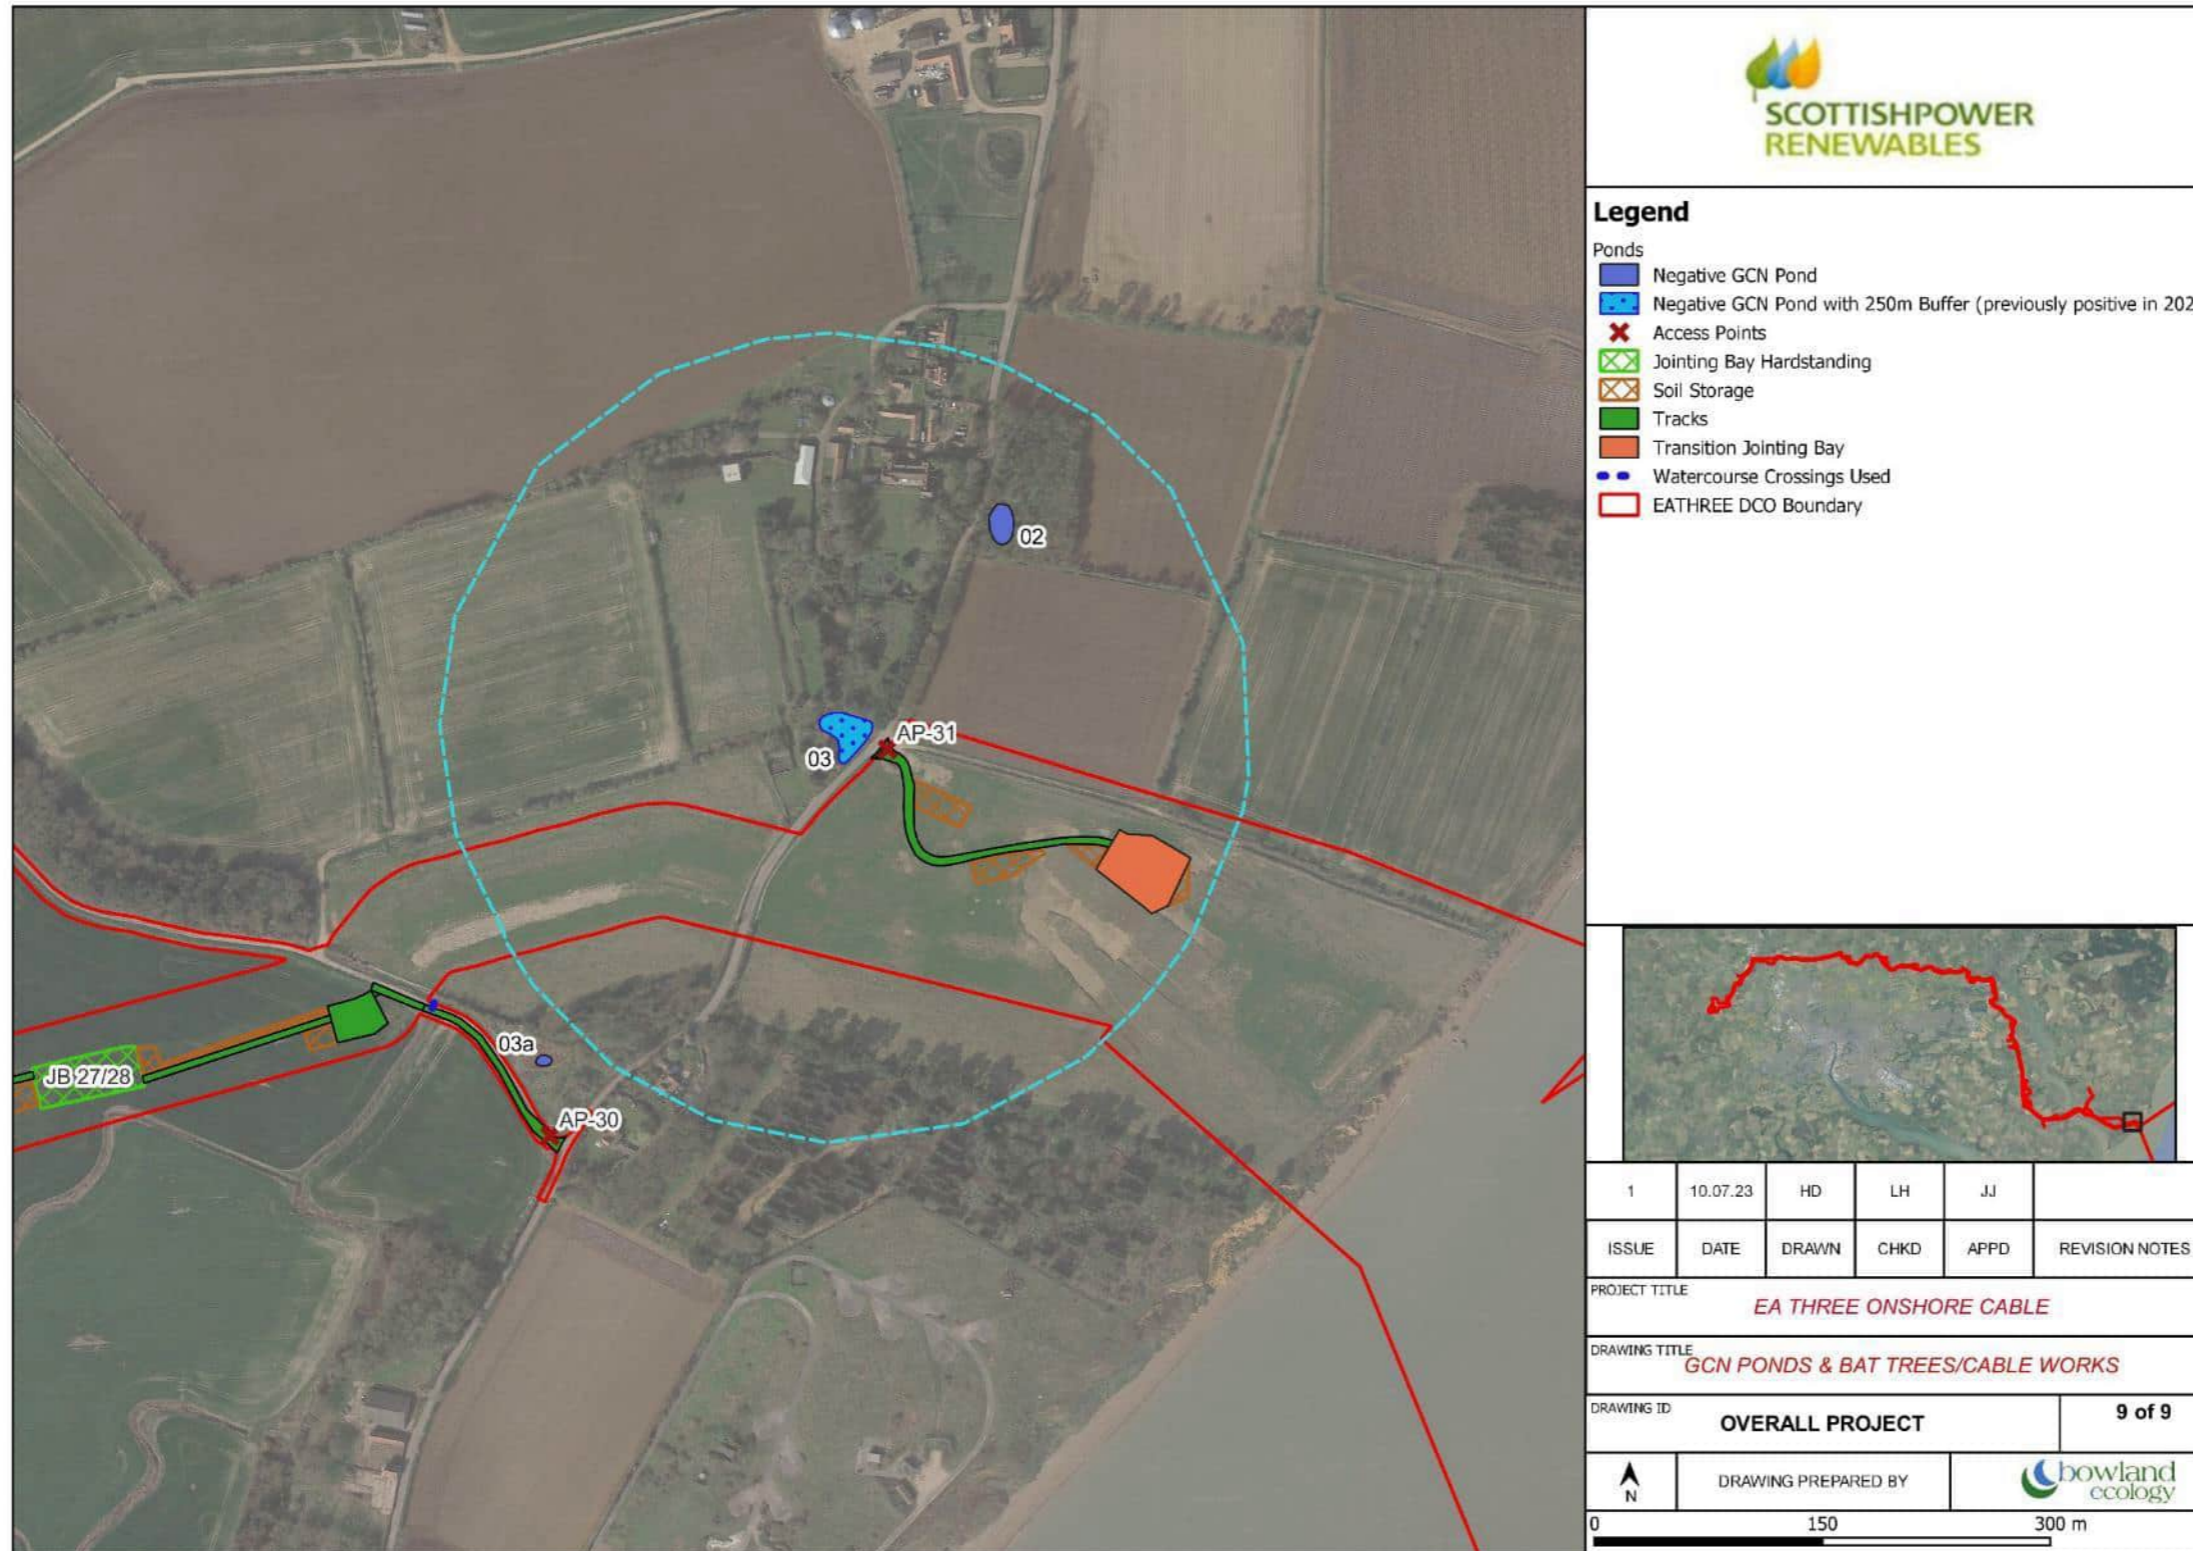 SCOTTISHPOWER
RENEWABLES
Legend
Ponds
Negative GCN Pond
Negative GCN Pond with 250m Buffer (previously positive in 202
Access Points
Jointing Bay Hardstanding
Soil Storage
Tracks
Transition Jointing Bay
Watercourse Crossings Used
EATHREE DCO Boundary
02
AP-31
03
03a
JB 27/28
AP-30
1 10.07.23 HD LH JJ
ISSUE DATE DRAWN CHKD APPD REVISION NOTES
PROJECT TITLE
EA THREE ONSHORE CABLE
DRAWING TITLE
GCN PONDS & BAT TREES/CABLE WORKS
DRAWING ID
OVERALL PROJECT
9 of 9
N
DRAWING PREPARED BY
bowland
ecology
0 150 300 m